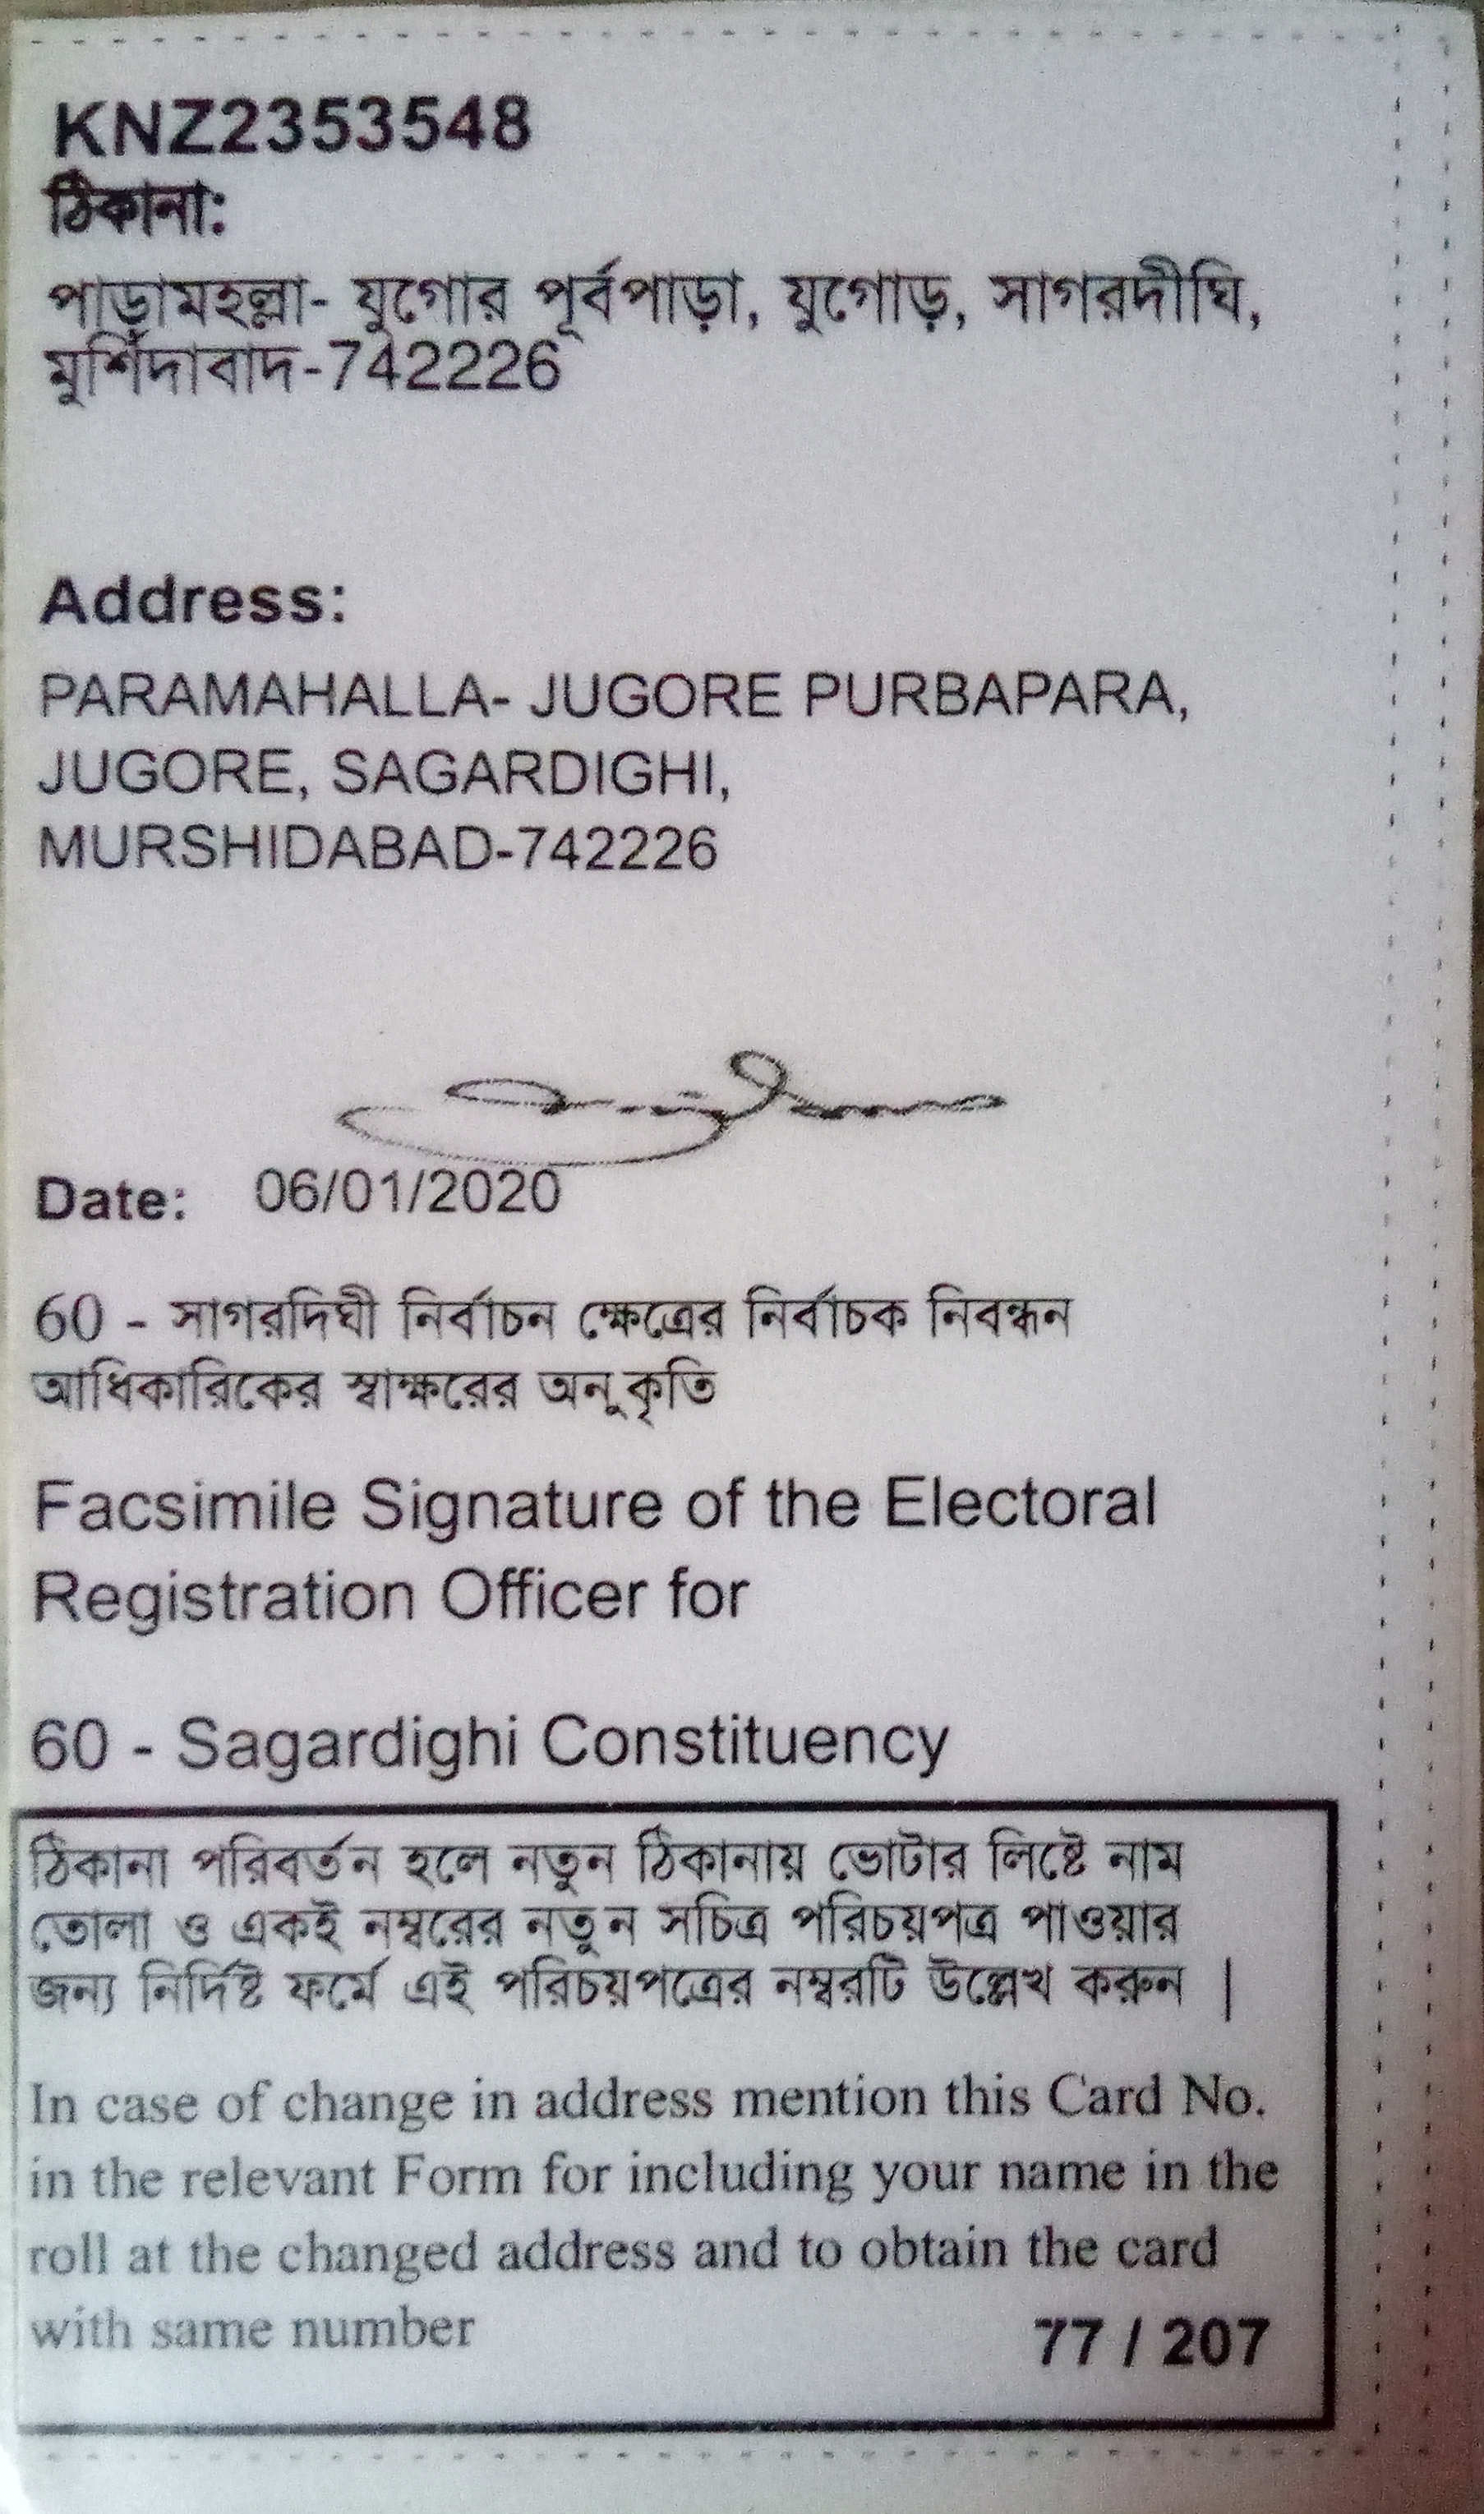 KNZ2353548
ঠিকানা:
পাড়ামহল্লা- যুগোর পূর্বপাড়া, যুগোড়, সাগরদীঘি,
মুর্শিদাবাদ-742226
Address:
PARAMAHALLA- JUGORE PURBAPARA,
JUGORE, SAGARDIGHI,
MURSHIDABAD-742226
Date: 06/01/2020
60 - সাগরদিঘী নির্বাচন ক্ষেত্রের নির্বাচক নিবন্ধন
আধিকারিকের স্বাক্ষরের অনুকৃতি
Facsimile Signature of the Electoral
Registration Officer for
60 - Sagardighi Constituency
ঠিকানা পরিবর্তন হলে নতুন ঠিকানায় ভোটার লিষ্টে নাম
তোলা ও একই নম্বরের নতুন সচিত্র পরিচয়পত্র পাওয়ার
জন্য নির্দিষ্ট ফর্মে এই পরিচয়পত্রের নম্বরটি উল্লেখ করুন |
In case of change in address mention this Card No.
in the relevant Form for including your name in the
roll at the changed address and to obtain the card
with same number 77 / 207